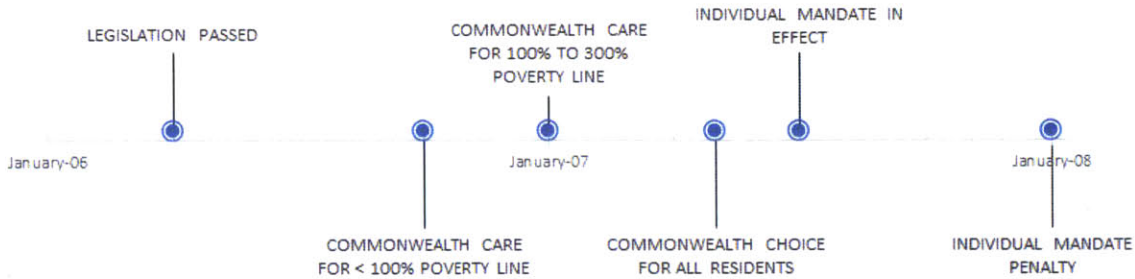 LEGISLATION PASSED
COMMONWEALTH CARE
FOR 100% TO 300%
POVERTY LINE
INDIVIDUAL MANDATE IN
EFFECT
January-06
January-07
January-08
COMMONWEALTH CARE
FOR < 100% POVERTY LINE
COMMONWEALTH CHOICE
FOR ALL RESIDENTS
INDIVIDUAL MANDATE
PENALTY